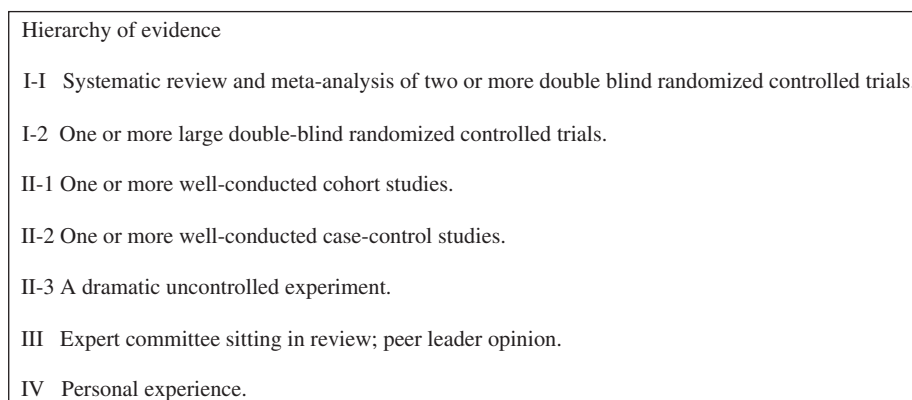 Hierarchy of evidence
I-I Systematic review and meta-analysis of two or more double blind randomized controlled trials.
I-2 One or more large double-blind randomized controlled trials.
II-1 One or more well-conducted cohort studies.
II-2 One or more well-conducted case-control studies.
II-3 A dramatic uncontrolled experiment.
III Expert committee sitting in review; peer leader opinion.
IV Personal experience.